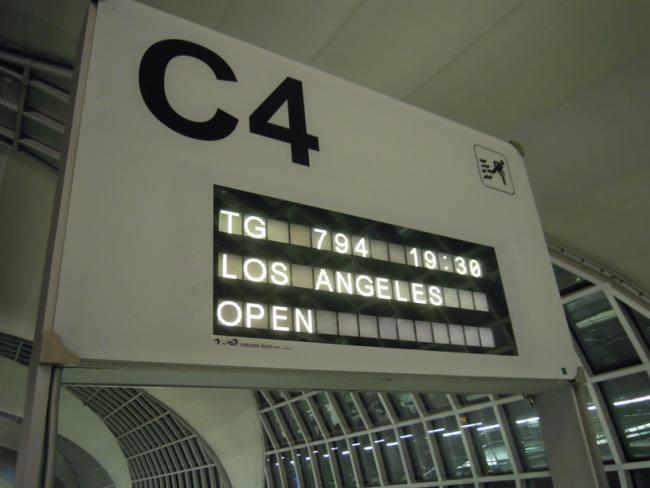 C4
TG 794 19:30
LOS ANGELES
OPEN